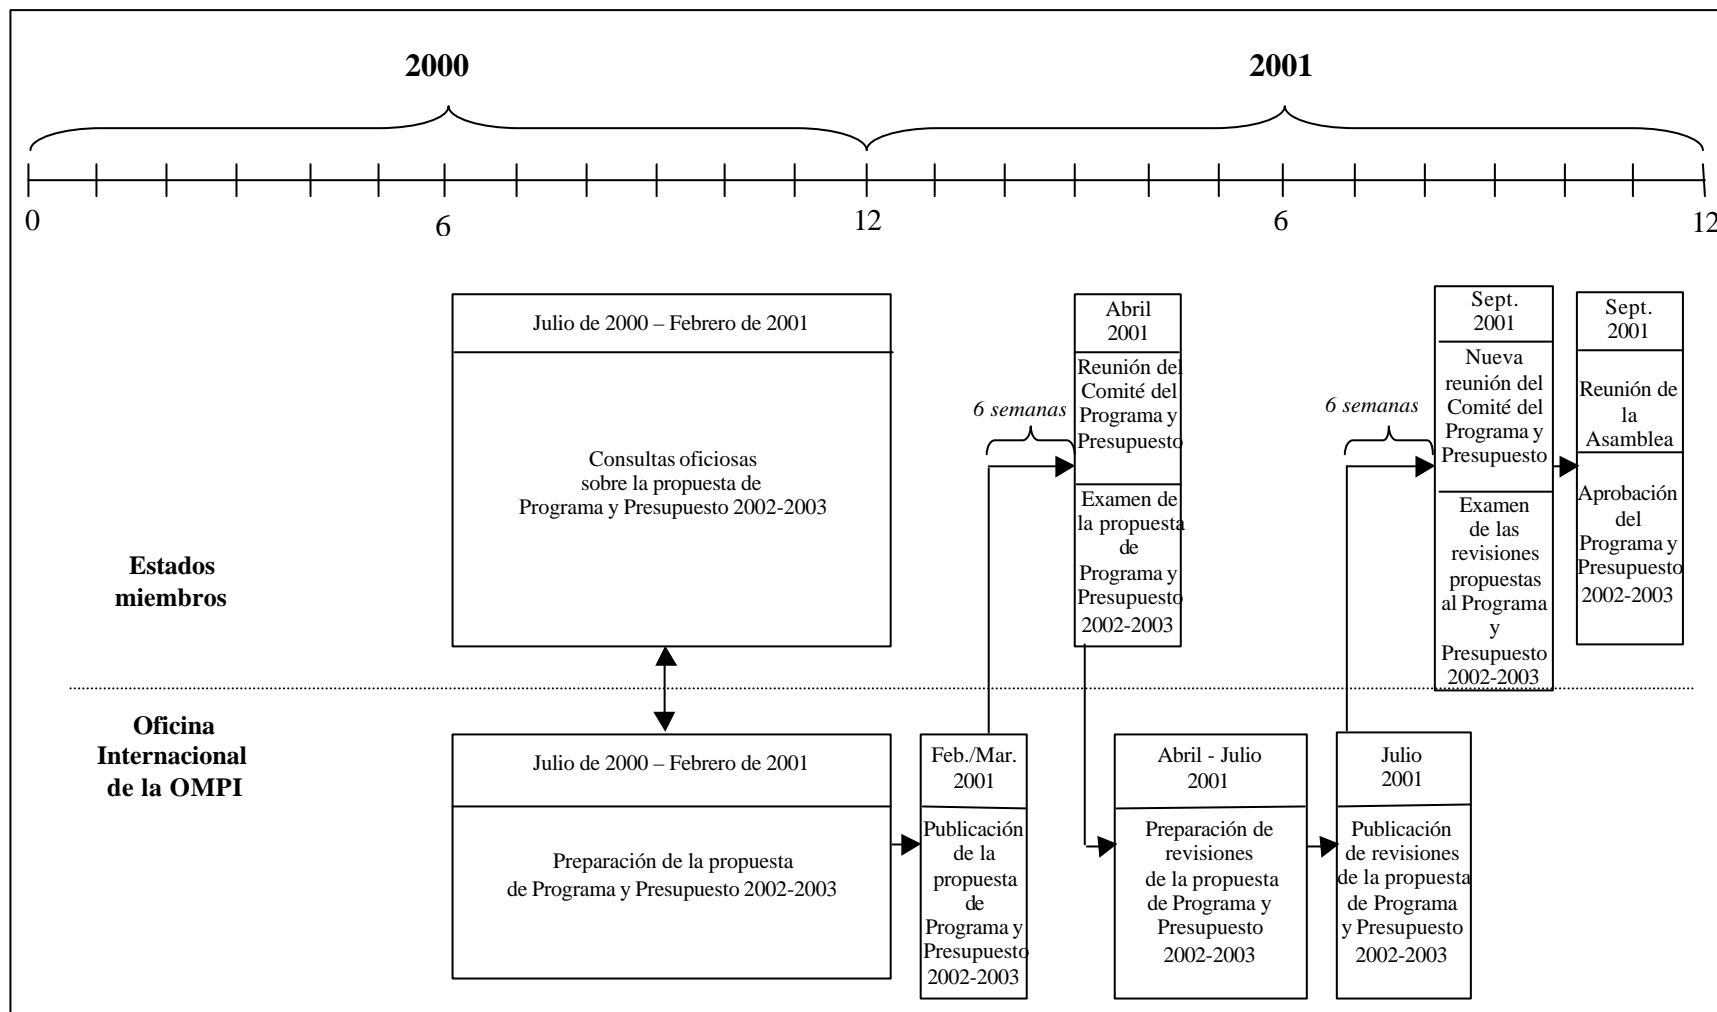 2000
2001
0
6
12
6
12
Estados
miembros
Julio de 2000 – Febrero de 2001
Consultas oficiosas
sobre la propuesta de
Programa y Presupuesto 2002-2003
6 semanas
Abril
2001
Reunión del
Comité del
Programa y
Presupuesto
Examen de
la propuesta
de
Programa y
Presupuesto
2002-2003
6 semanas
Sept.
2001
Nueva
reunión del
Comité del
Programa y
Presupuesto
Examen
de las
revisiones
propuestas
al Programa
y
Presupuesto
2002-2003
Sept.
2001
Reunión de
la
Asamblea
Aprobación
del
Programa y
Presupuesto
2002-2003
Oficina
Internacional
de la OMPI
Julio de 2000 – Febrero de 2001
Preparación de la propuesta
de Programa y Presupuesto 2002-2003
Feb./Mar.
2001
Publicación
de la
propuesta
de
Programa y
Presupuesto
2002-2003
Abril - Julio
2001
Preparación de
revisiones
de la propuesta
de Programa y
Presupuesto
2002-2003
Julio
2001
Publicación
de revisiones
de la propuesta
de Programa
y Presupuesto
2002-2003